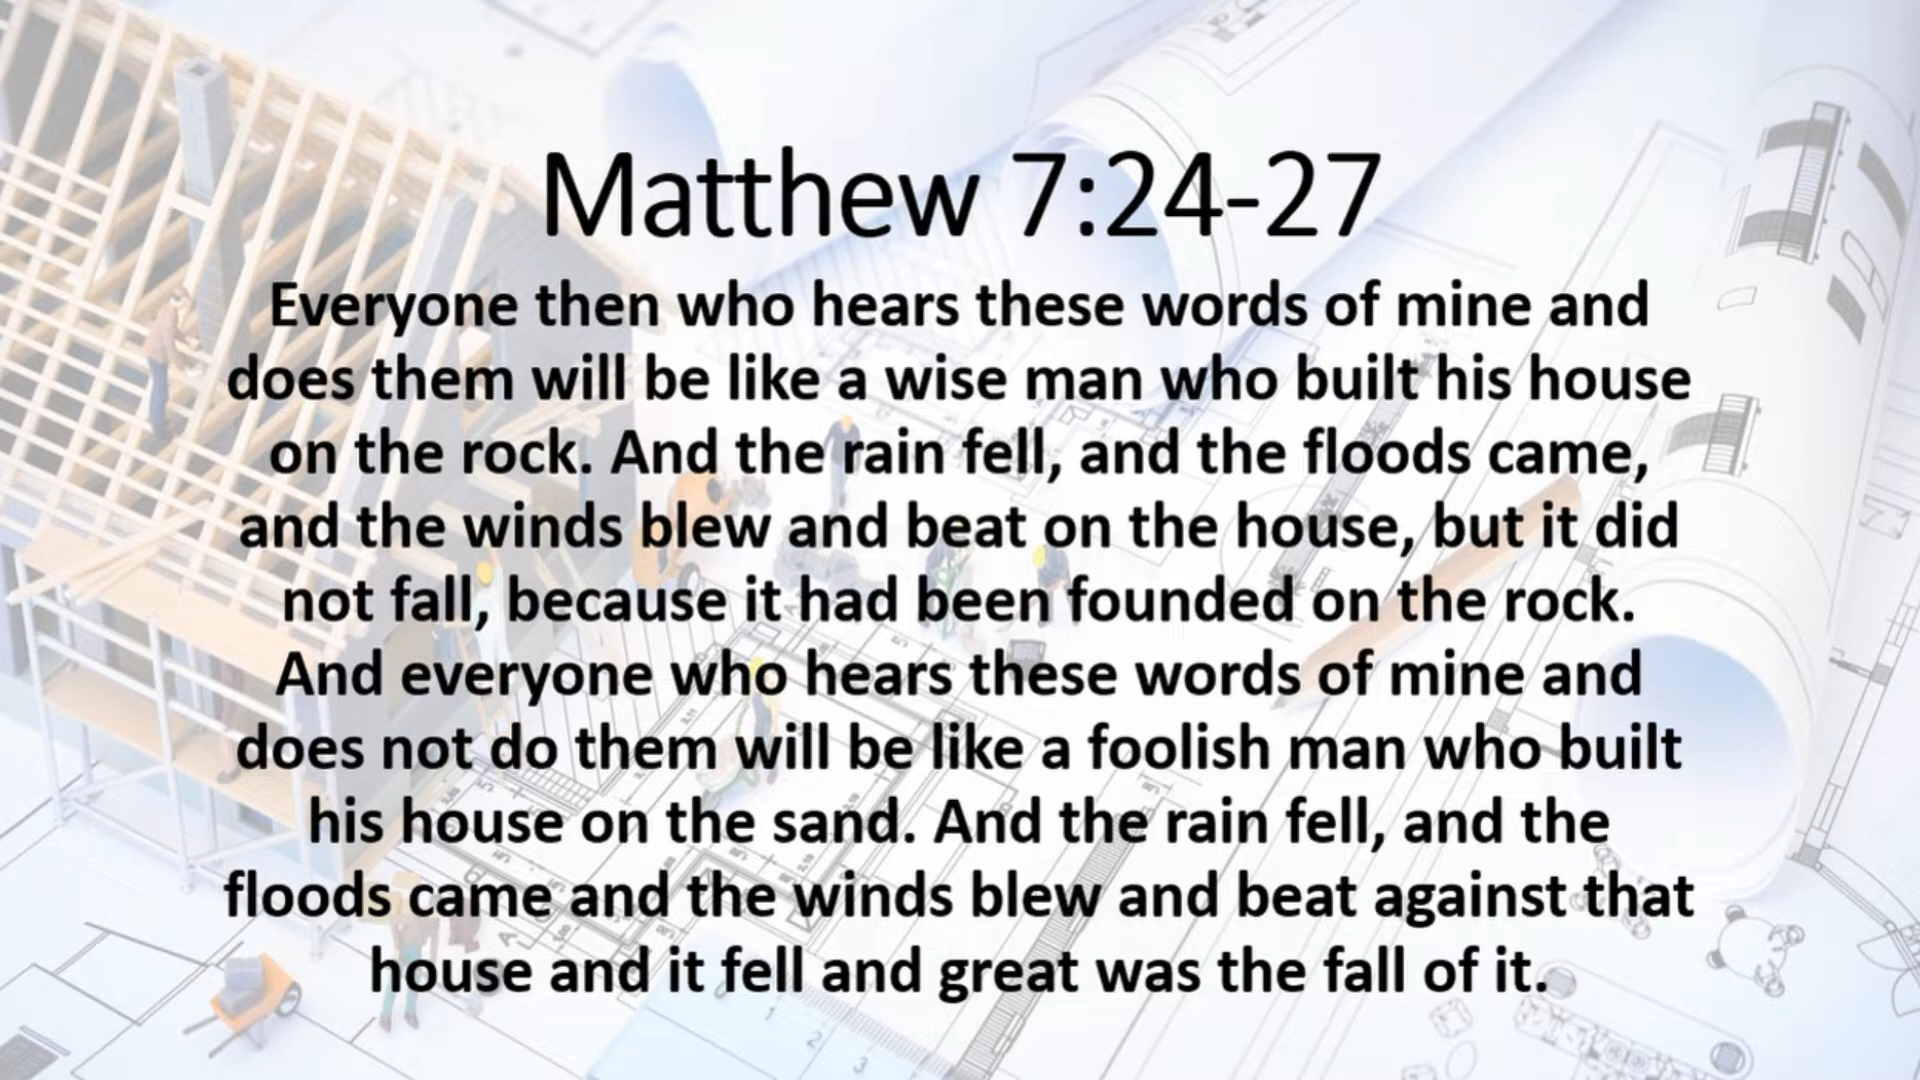 Matthew 7:24-27
Everyone then who hears these words of mine and
does them will be like a wise man who built his house
on the rock. And the rain fell, and the floods came,
and the winds blew and beat on the house, but it did
not fall, because it had been founded on the rock.
And everyone who hears these words of mine and
does not do them will be like a foolish man who built
his house on the sand. And the rain fell, and the
floods came and the winds blew and beat against that
house and it fell and great was the fall of it.
1 2 3